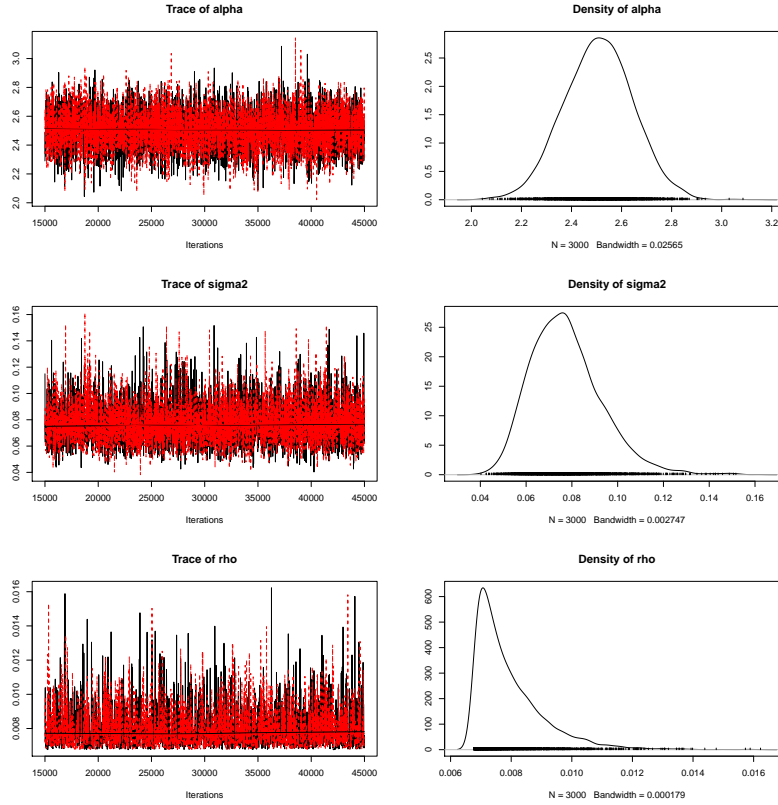 Trace of alpha
2.0 2.2 2.4 2.6 2.8 3.0
15000 20000 25000 30000 35000 40000 45000
Iterations
Density of alpha
0.0 0.5 1.0 1.5 2.0 2.5
2.0 2.2 2.4 2.6 2.8 3.0 3.2
N = 3000 Bandwidth = 0.02565
Trace of sigma2
0.04 0.06 0.08 0.10 0.12 0.14 0.16
15000 20000 25000 30000 35000 40000 45000
Iterations
Density of sigma2
0 5 10 15 20 25
0.04 0.06 0.08 0.10 0.12 0.14 0.16
N = 3000 Bandwidth = 0.002747
Trace of rho
0.008 0.010 0.012 0.014 0.016
15000 20000 25000 30000 35000 40000 45000
Iterations
Density of rho
0 100 200 300 400 500 600
0.006 0.008 0.010 0.012 0.014 0.016
N = 3000 Bandwidth = 0.000179